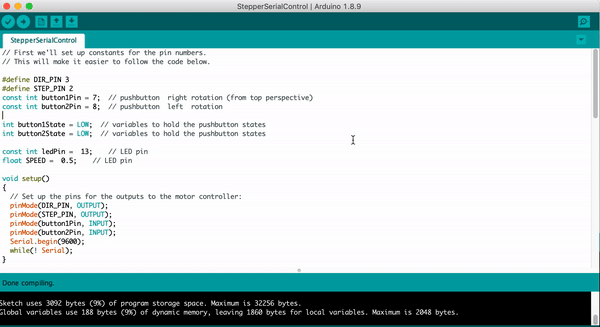 StepperSerialControl | Arduino 1.8.9
StepperSerialControl
// First we'll set up constants for the pin numbers.
// This will make it easier to follow the code below.
#define DIR_PIN 3
#define STEP_PIN 2
const int button1Pin = 7;  // pushbutton  right rotation (from top perspective)
const int button2Pin = 8;  // pushbutton  left  rotation
int button1State = LOW;  // variables to hold the pushbutton states
int button2State = LOW;  // variables to hold the pushbutton states
const int ledPin =  13;    // LED pin
float SPEED =  0.5;    // LED pin
void setup()
{
  // Set up the pins for the outputs to the motor controller:
  pinMode(DIR_PIN, OUTPUT);
  pinMode(STEP_PIN, OUTPUT);
  pinMode(button1Pin, INPUT);
  pinMode(button2Pin, INPUT);
  Serial.begin(9600);
  while(! Serial);
}
Done compiling.
Sketch uses 3092 bytes (9%) of program storage space. Maximum is 32256 bytes.
Global variables use 188 bytes (9%) of dynamic memory, leaving 1860 bytes for local variables. Maximum is 2048 bytes.